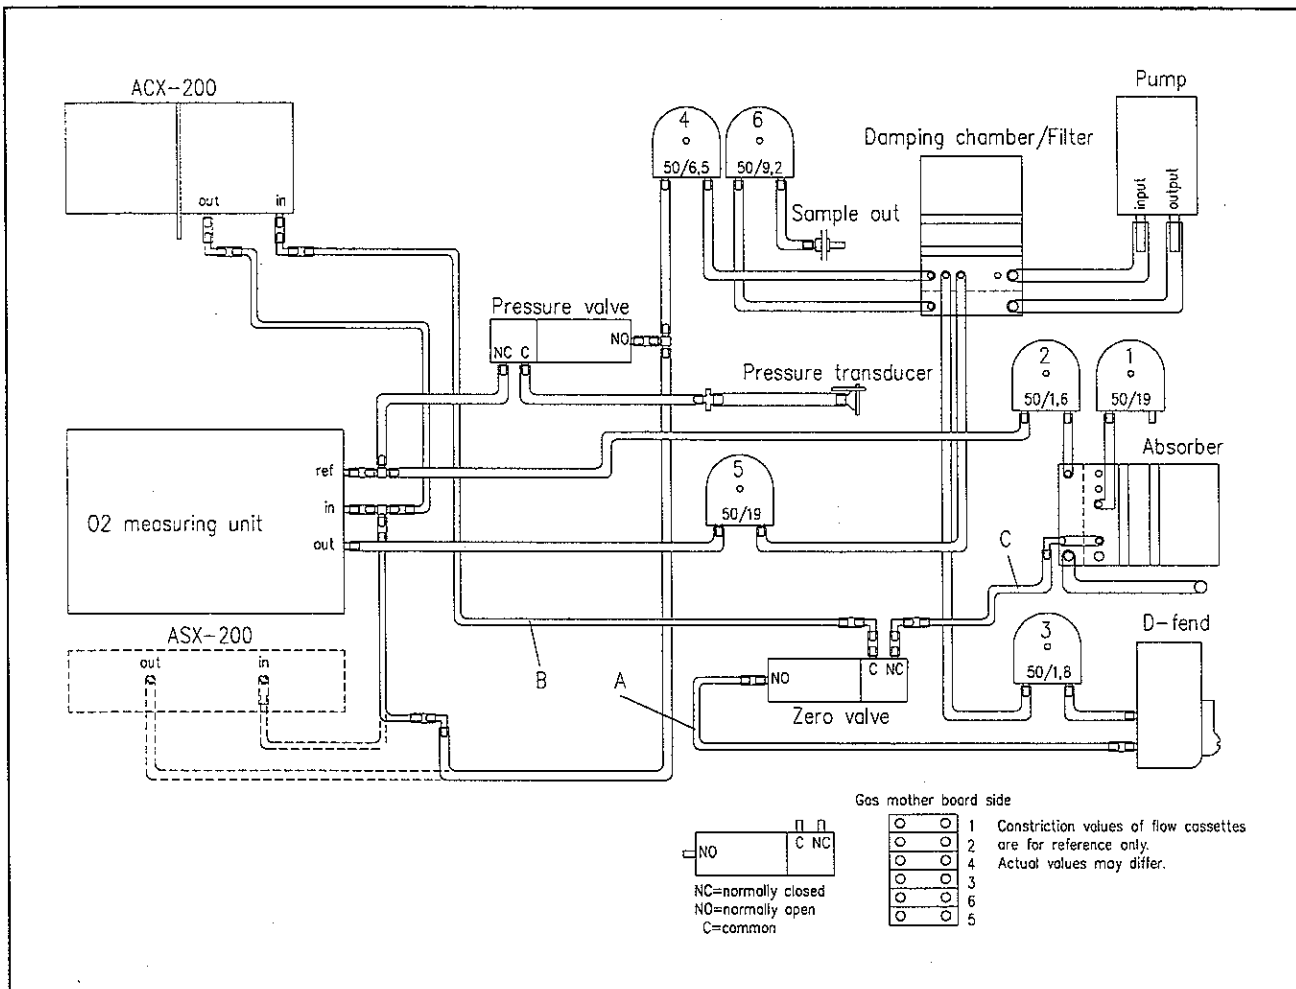 ACX-200
out
in
4
50/6,5
6
50/9,2
Damping chamber/Filter
Pump
input
output
Sample out
Pressure valve
NC C
NO
Pressure transducer
2
50/1,6
1
50/19
Absorber
ref
in
out
O2 measuring unit
5
50/19
C
ASX-200
out
in
B
A
C NC
NO
Zero valve
3
50/1,8
D-fend
Gas mother board side
1
2
4
3
6
5
Constriction values of flow cassettes
are for reference only.
Actual values may differ.
C NC
NO
NC=normally closed
NO=normally open
C=common